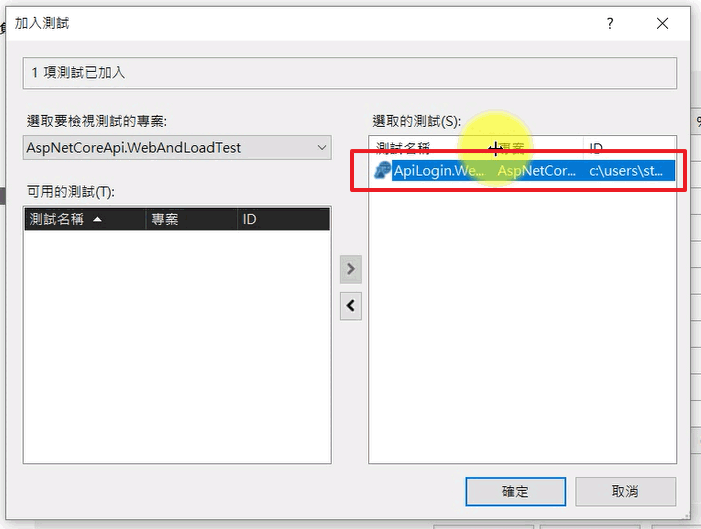 加入測試
?
1 項測試已加入
選取要檢視測試的專案:
AspNetCoreApi.WebAndLoadTest
可用的測試(T):
測試名稱 專案 ID
選取的測試(S):
測試名稱 專案 ID
ApiLogin.We... AspNetCor... c:\users\st...
確定
取消